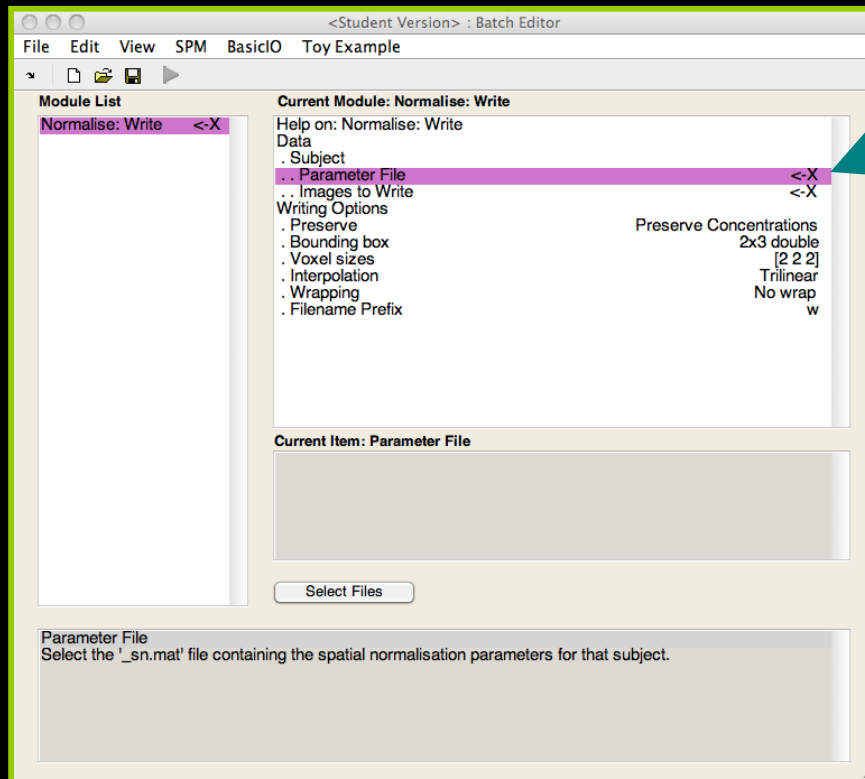 <Student Version> : Batch Editor
File Edit View SPM BasicIO Toy Example
Module List
Normalise: Write <-X
Current Module: Normalise: Write
Help on: Normalise: Write
Data
. Subject
. . Parameter File <-X
. . Images to Write <-X
Writing Options
. Preserve Preserve Concentrations
. Bounding box 2x3 double
. Voxel sizes [2 2 2]
. Interpolation Trilinear
. Wrapping No wrap
. Filename Prefix w
Current Item: Parameter File
Select Files
Parameter File
Select the '_sn.mat' file containing the spatial normalisation parameters for that subject.